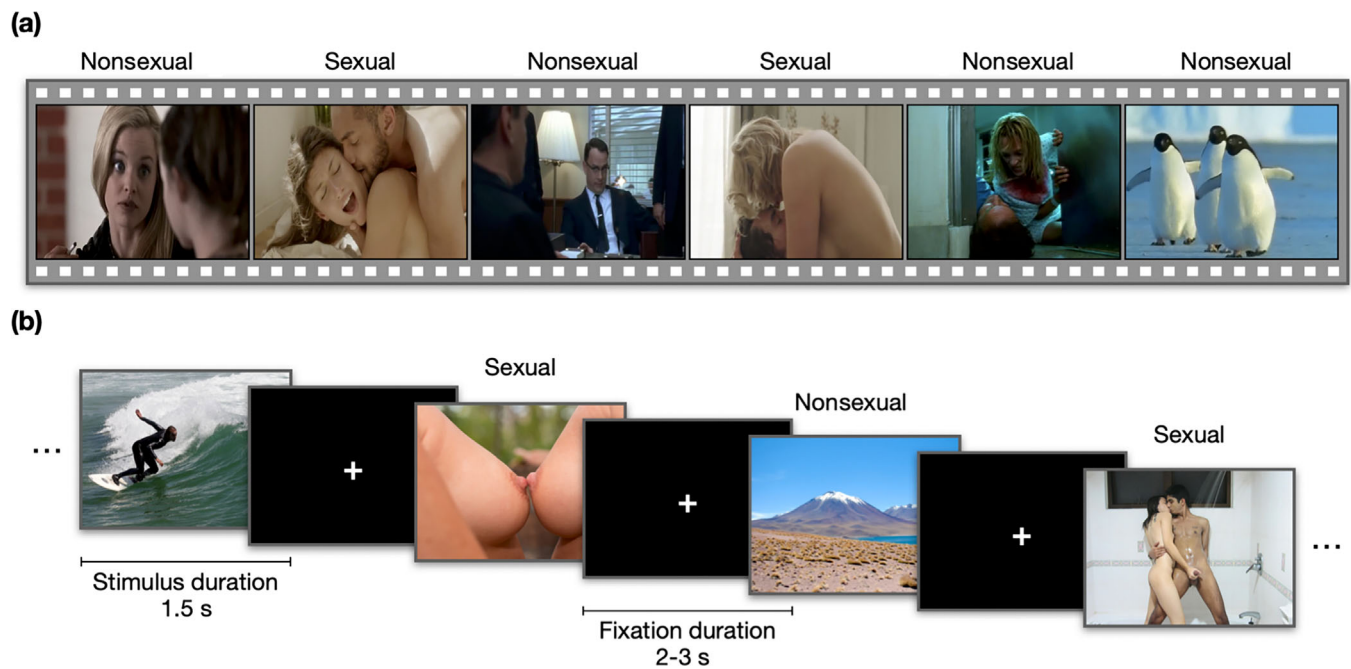 (a)
Nonsexual
Sexual
Nonsexual
Sexual
Nonsexual
Nonsexual
(b)
Sexual
Nonsexual
Sexual
...
...
Stimulus duration
1.5 s
Fixation duration
2-3 s